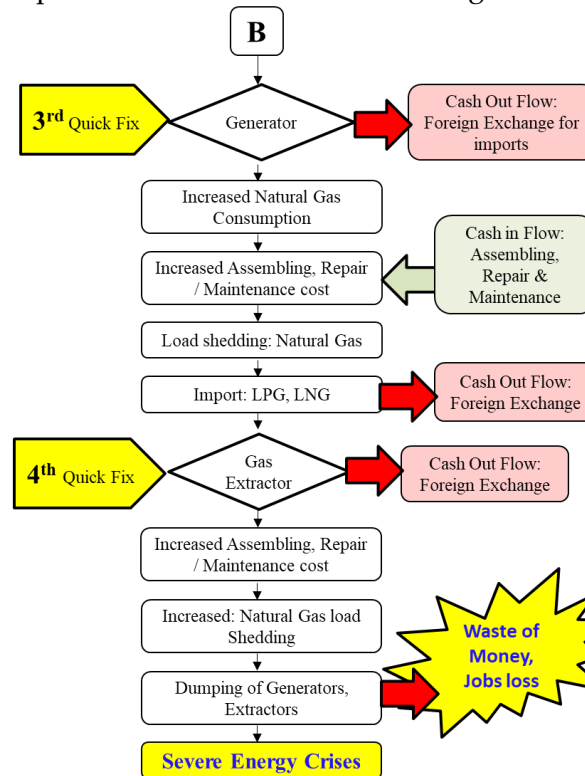 B
3rd Quick Fix
Generator
Cash Out Flow:
Foreign Exchange for
imports
Increased Natural Gas
Consumption
Increased Assembling, Repair
/ Maintenance cost
Cash in Flow:
Assembling,
Repair &
Maintenance
Load shedding: Natural Gas
Import: LPG, LNG
Cash Out Flow:
Foreign Exchange
4th Quick Fix
Gas
Extractor
Cash Out Flow:
Foreign Exchange
Increased Assembling, Repair
/ Maintenance cost
Increased: Natural Gas load
Shedding
Dumping of Generators,
Extractors
Waste of
Money,
Jobs loss
Severe Energy Crises